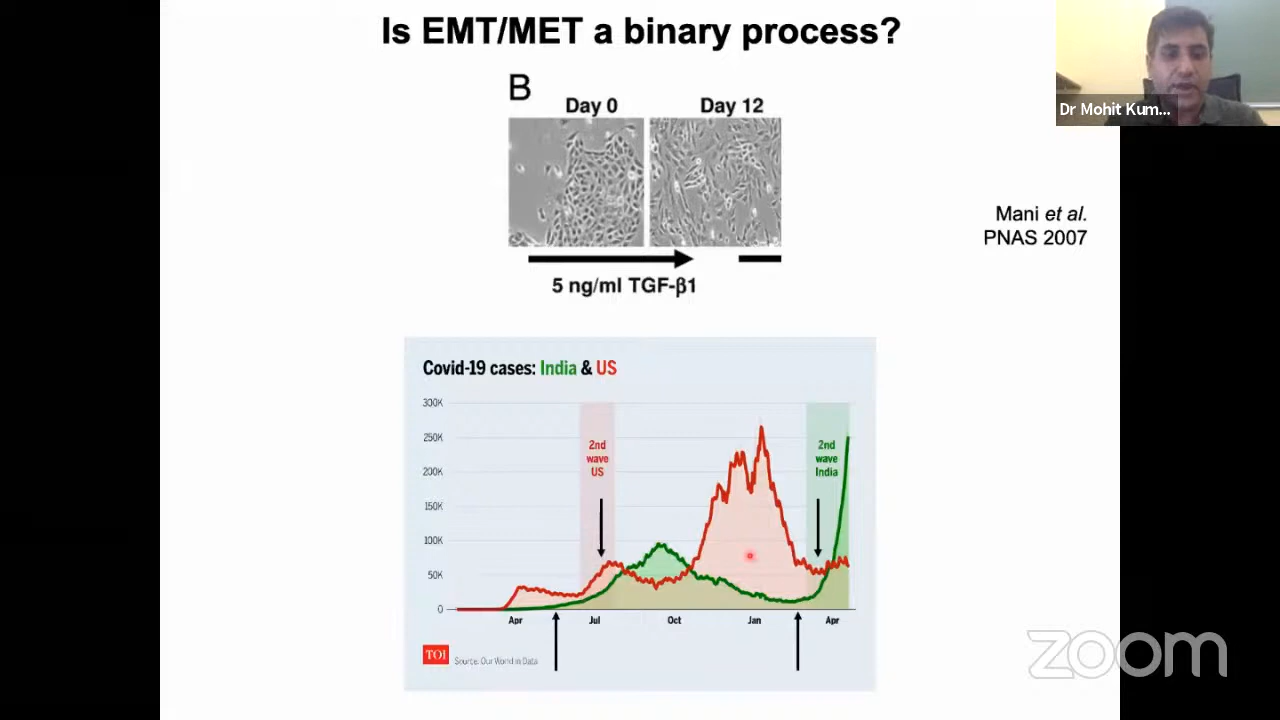 Is EMT/MET a binary process?
Dr Mohit Kum...
B
Day 0
Day 12
Mani et al.
PNAS 2007
5 ng/ml TGF-β1
Covid-19 cases: India & US
300K
250K
200K
150K
100K
50K
0
2nd
wave
US
2nd
wave
India
Apr
Jul
Oct
Jan
Apr
TOI
Source: Our World in Data
zoom